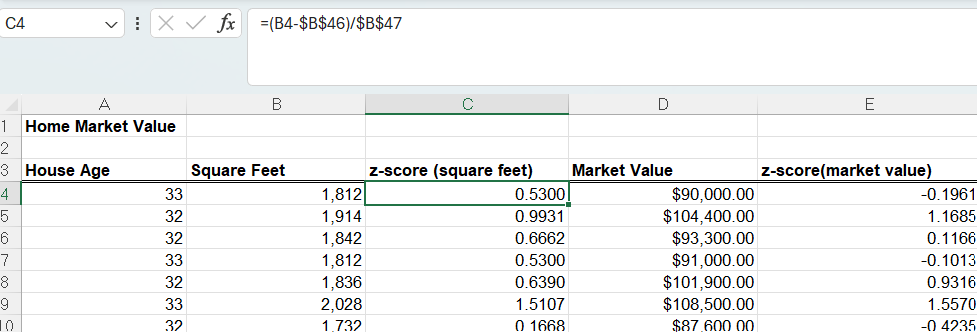 C4 fx =(B4-$B$46)/$B$47
A B C D E
1 Home Market Value
2
3 House Age Square Feet z-score (square feet) Market Value z-score(market value)
4 33 1,812 0.5300 $90,000.00 -0.1961
5 32 1,914 0.9931 $104,400.00 1.1685
6 32 1,842 0.6662 $93,300.00 0.1166
7 33 1,812 0.5300 $91,000.00 -0.1013
8 32 1,836 0.6390 $101,900.00 0.9316
9 33 2,028 1.5107 $108,500.00 1.5570
10 32 1,732 0.1668 $87,600.00 -0.4235